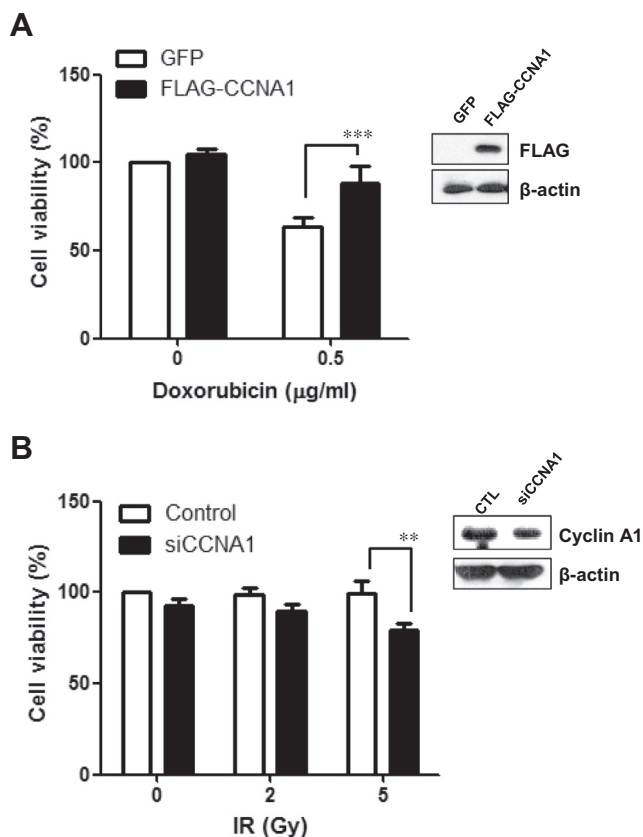 A
GFP
FLAG-CCNA1
Cell viability (%)
150
100
50
0
***
0
0.5
Doxorubicin (µg/ml)
GFP
FLAG-CCNA1
FLAG
β-actin
B
Control
siCCNA1
Cell viability (%)
150
100
50
0
**
0
2
5
IR (Gy)
CTL
siCCNA1
Cyclin A1
β-actin